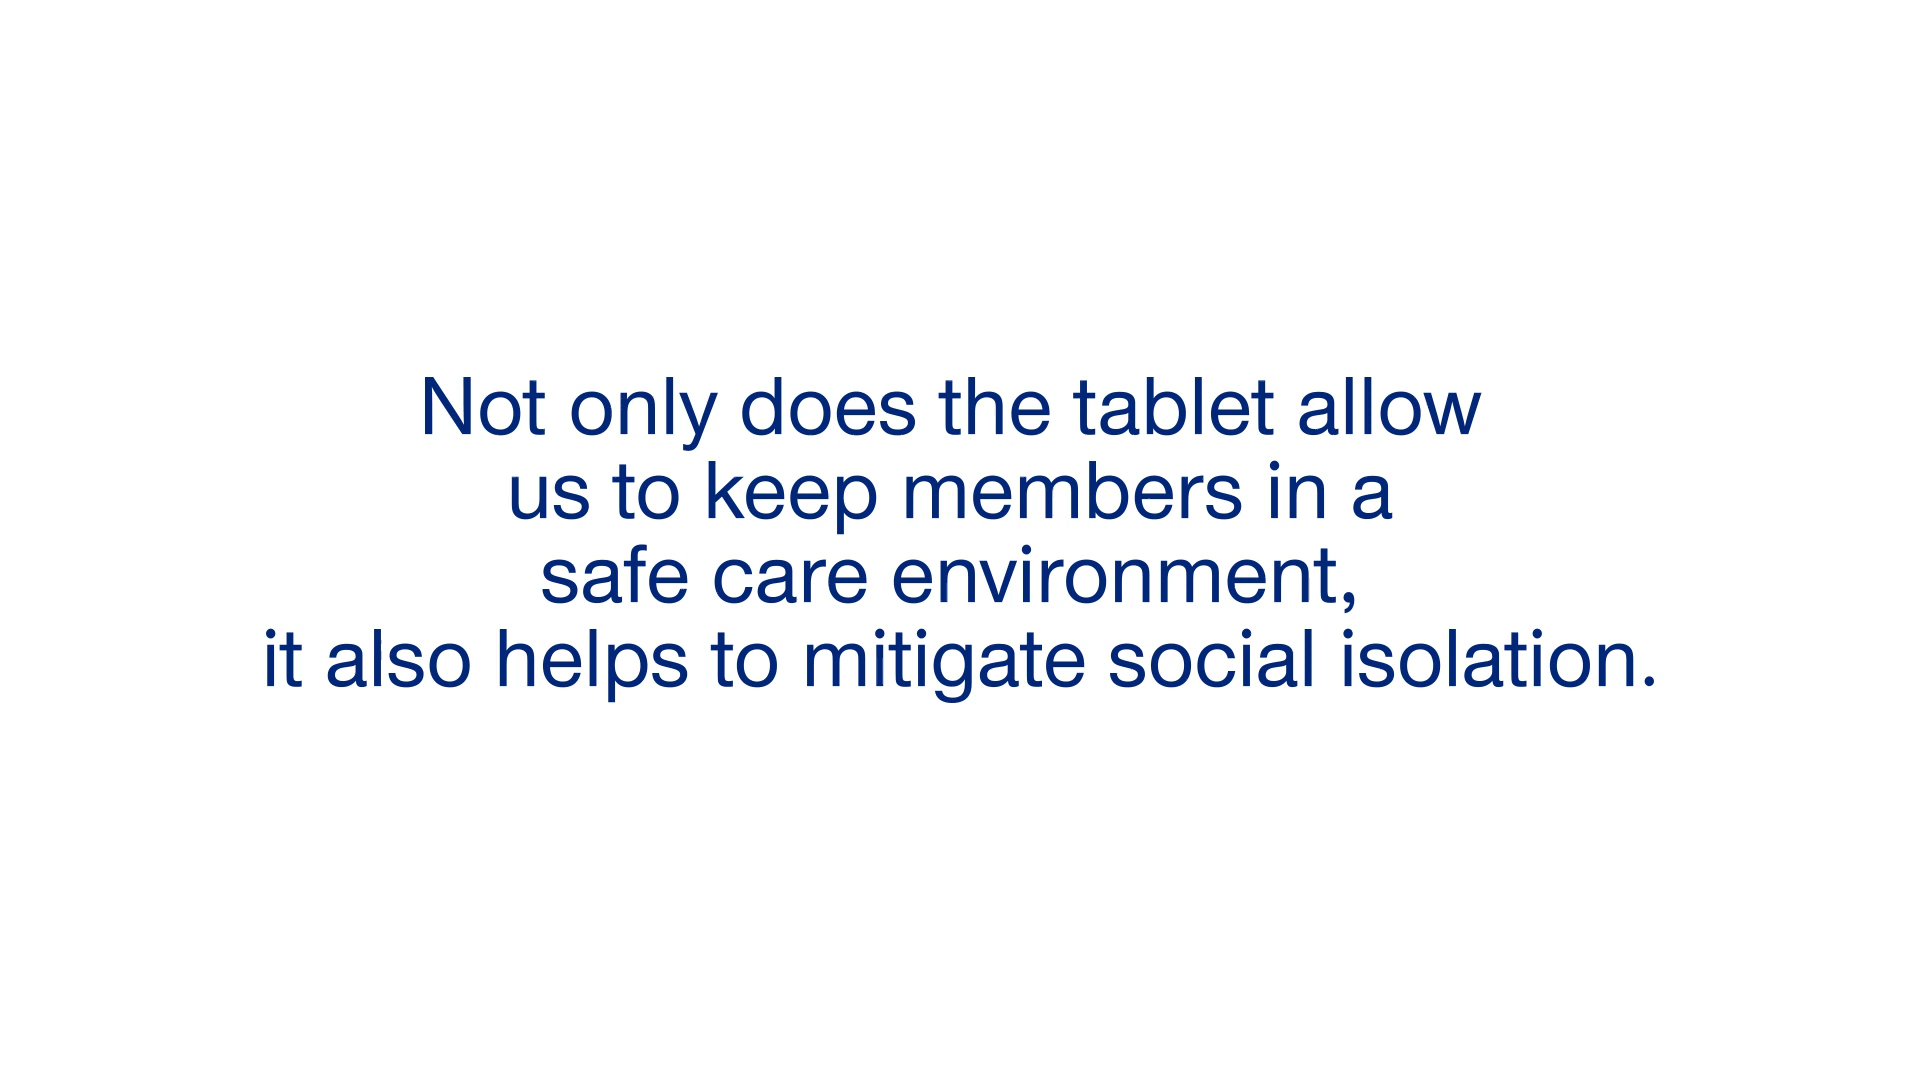 Not only does the tablet allow
us to keep members in a
safe care environment,
it also helps to mitigate social isolation.